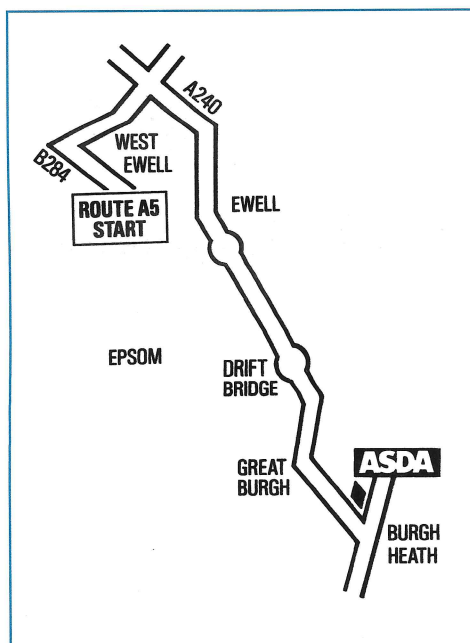 A240
WEST
EWELL
B284
ROUTE A5
START
EWELL
EPSOM
DRIFT
BRIDGE
GREAT
BURGH
ASDA
BURGH
HEATH